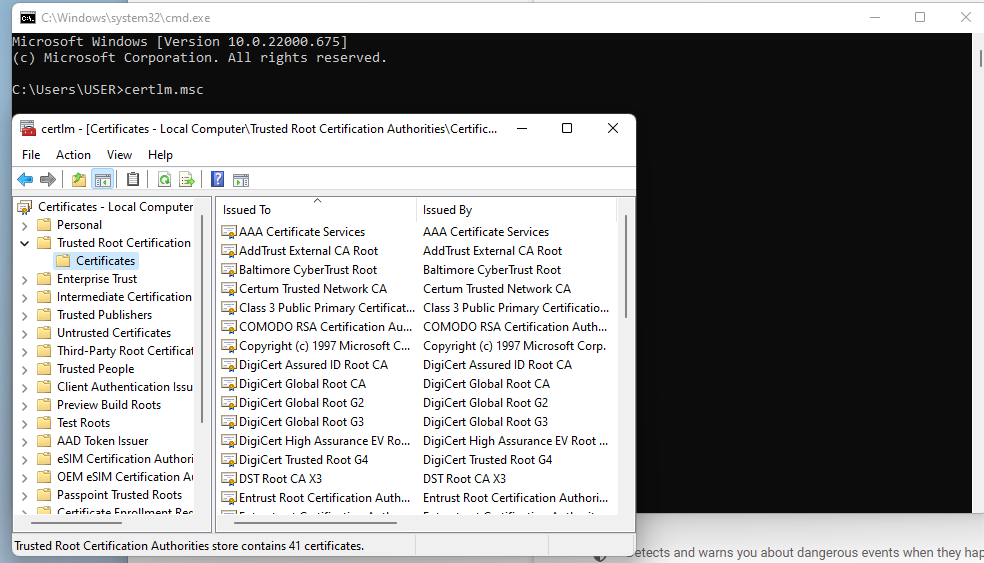 C:\Windows\system32\cmd.exe
Microsoft Windows [Version 10.0.22000.675]
(c) Microsoft Corporation. All rights reserved.
C:\Users\USER>certlm.msc
certlm - [Certificates - Local Computer\Trusted Root Certification Authorities\Certific...
File Action View Help
Certificates - Local Computer
Personal
Trusted Root Certification
Certificates
Enterprise Trust
Intermediate Certification
Trusted Publishers
Untrusted Certificates
Third-Party Root Certificat
Trusted People
Client Authentication Issu
Preview Build Roots
Test Roots
AAD Token Issuer
eSIM Certification Authori
OEM eSIM Certification Au
Passpoint Trusted Roots
Certificate Enrollment Req
Issued To Issued By
AAA Certificate Services AAA Certificate Services
AddTrust External CA Root AddTrust External CA Root
Baltimore CyberTrust Root Baltimore CyberTrust Root
Certum Trusted Network CA Certum Trusted Network CA
Class 3 Public Primary Certificat... Class 3 Public Primary Certificatio...
COMODO RSA Certification Au... COMODO RSA Certification Auth...
Copyright (c) 1997 Microsoft C... Copyright (c) 1997 Microsoft Corp.
DigiCert Assured ID Root CA DigiCert Assured ID Root CA
DigiCert Global Root CA DigiCert Global Root CA
DigiCert Global Root G2 DigiCert Global Root G2
DigiCert Global Root G3 DigiCert Global Root G3
DigiCert High Assurance EV Ro... DigiCert High Assurance EV Root ...
DigiCert Trusted Root G4 DigiCert Trusted Root G4
DST Root CA X3 DST Root CA X3
Entrust Root Certification Auth... Entrust Root Certification Authori...
Trusted Root Certification Authorities store contains 41 certificates.
and warns you about dangerous events when they hap